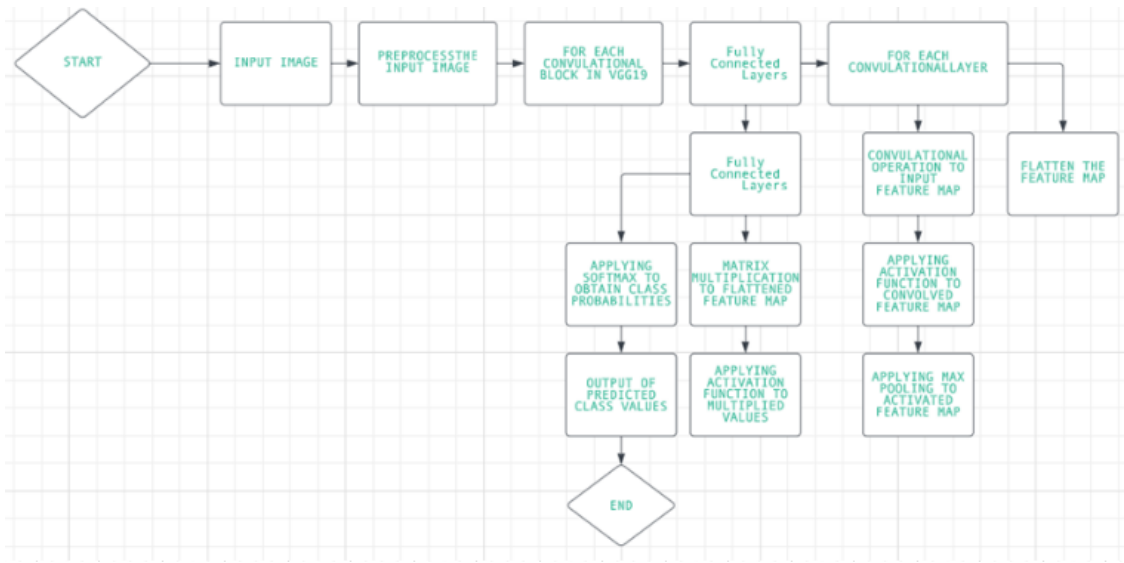 START
INPUT IMAGE
PREPROCESSTHE
INPUT IMAGE
FOR EACH
CONVULATIONAL
BLOCK IN VGG19
Fully
Connected
Layers
FOR EACH
CONVULATIONALLAYER
Fully
Connected
Layers
CONVULATIONAL
OPERATION TO
INPUT
FEATURE MAP
FLATTEN THE
FEATURE MAP
APPLYING
SOFTMAX TO
OBTAIN CLASS
PROBABILITIES
MATRIX
MULTIPLICATION
TO FLATTENED
FEATURE MAP
APPLYING
ACTIVATION
FUNCTION TO
CONVOLVED
FEATURE MAP
OUTPUT OF
PREDICTED
CLASS VALUES
APPLYING
ACTIVATION
FUNCTION TO
MULTIPLIED
VALUES
APPLYING MAX
POOLING TO
ACTIVATED
FEATURE MAP
END